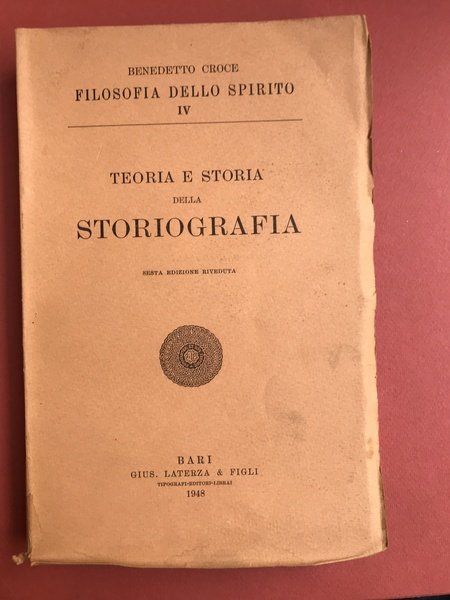 BENEDETTO CROCE
FILOSOFIA DELLO SPIRITO
IV
TEORIA E STORIA
DELLA
STORIOGRAFIA
SESTA EDIZIONE RIVEDUTA
BARI
GIUS. LATERZA & FIGLI
TIPOGRAFI-EDITORI-LIBRAI
1948